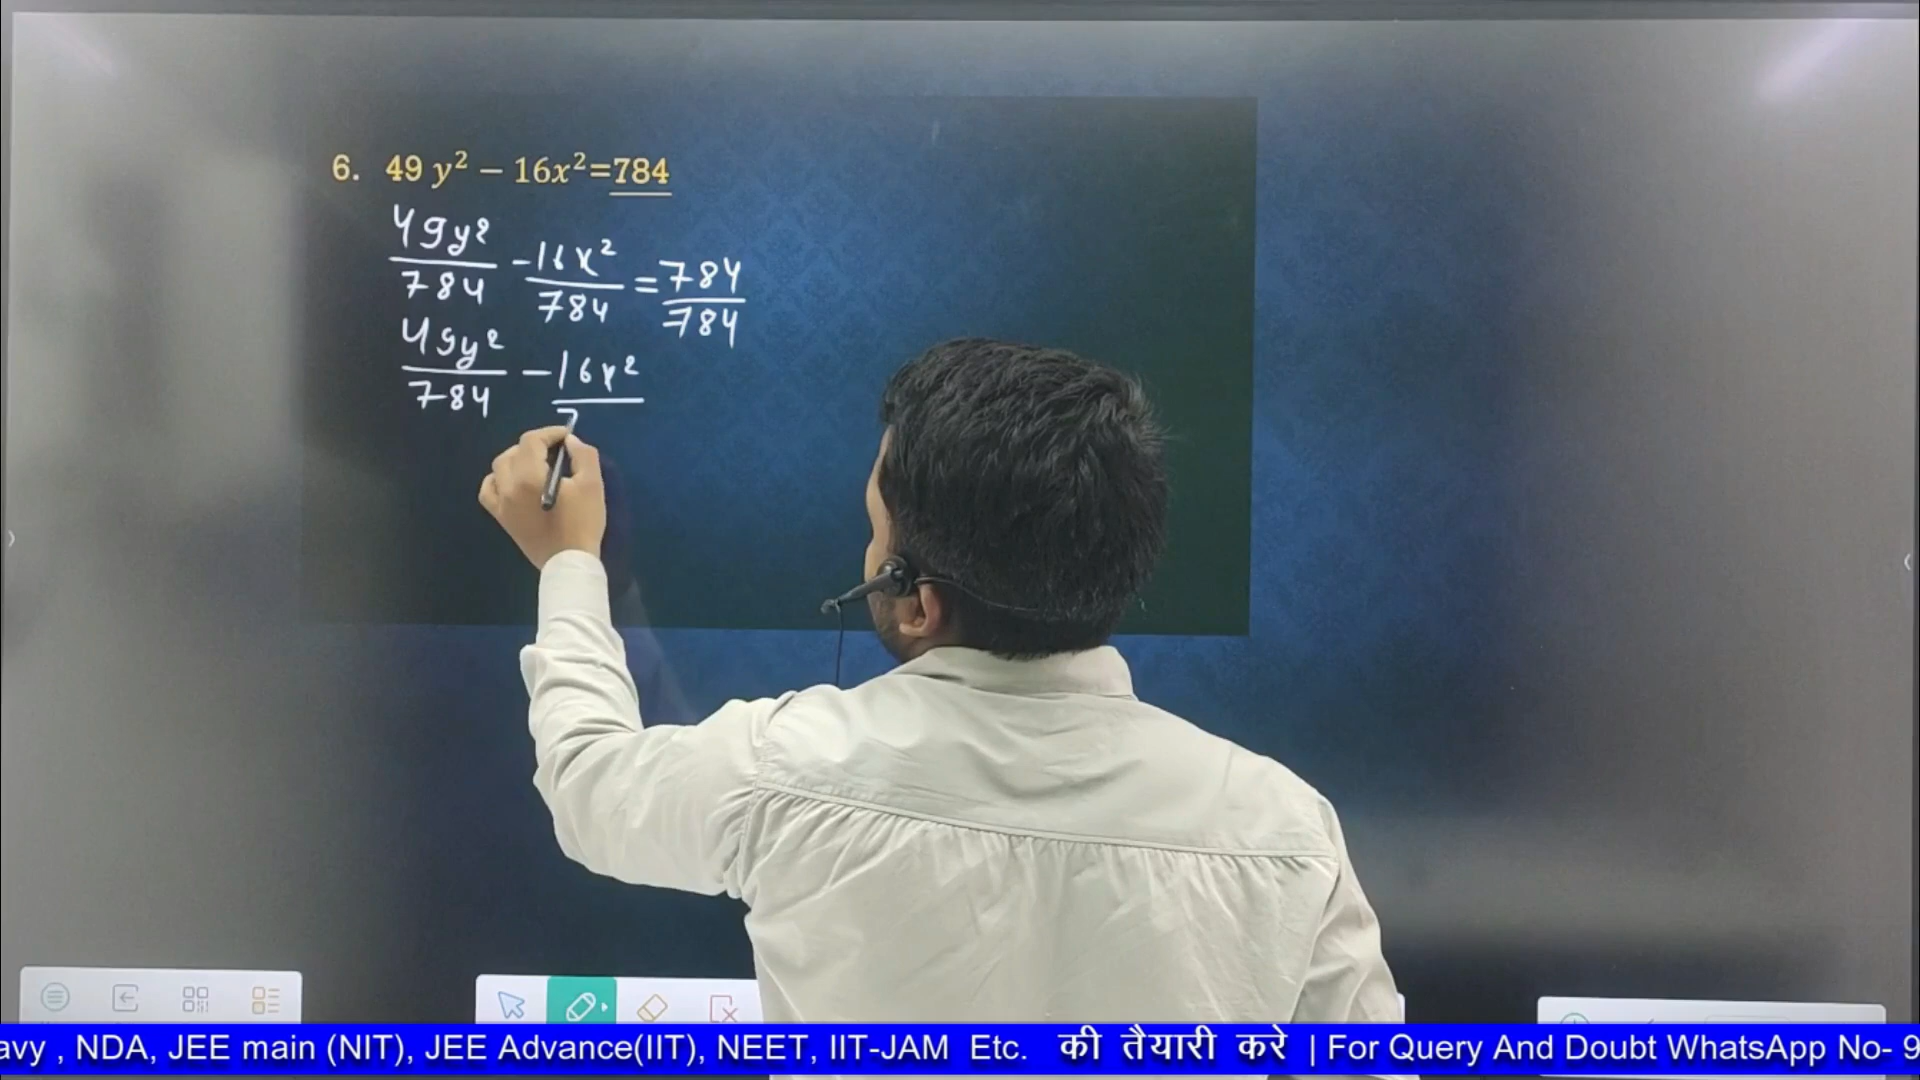 6. 49 y² – 16x²=784
49y²/784 - 16x²/784 = 784/784
49y²/784 - 16x²/7
avy , NDA, JEE main (NIT), JEE Advance(IIT), NEET, IIT-JAM Etc. की तैयारी करे | For Query And Doubt WhatsApp No- 9